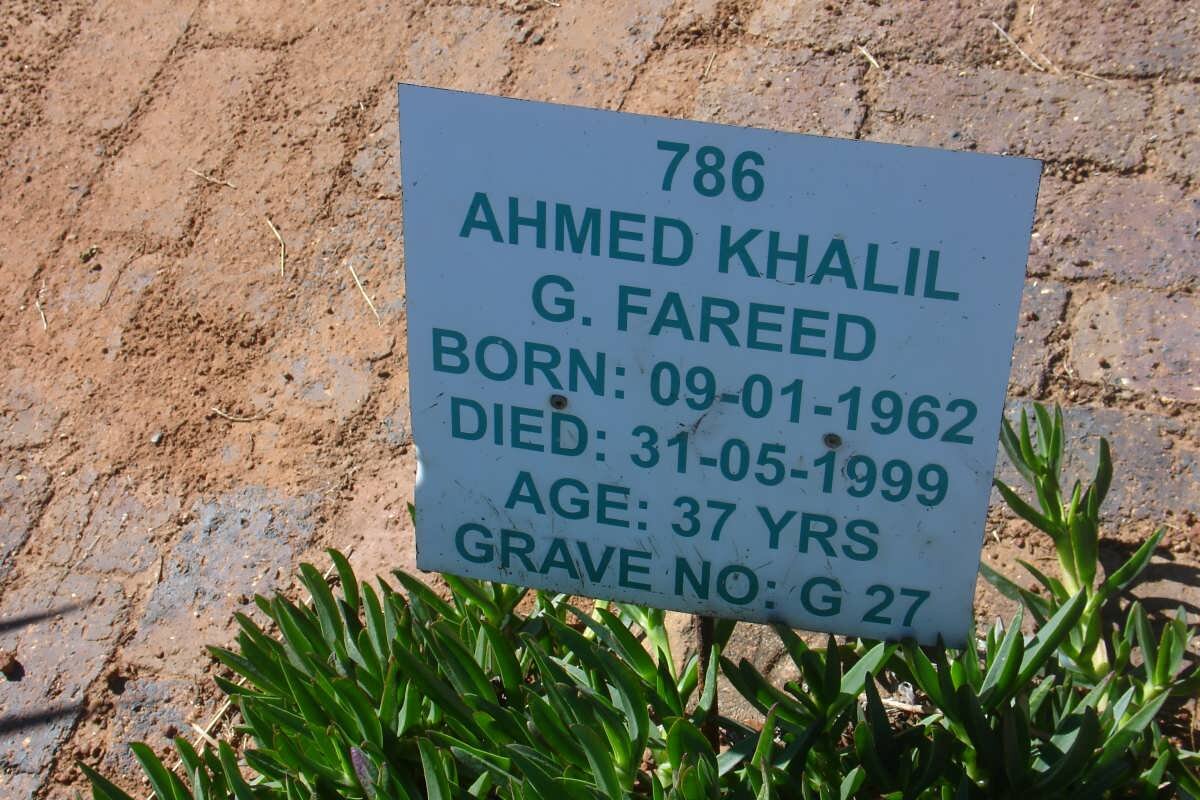 786
AHMED KHALIL
G. FAREED
BORN: 09-01-1962
DIED: 31-05-1999
AGE: 37 YRS
GRAVE NO: G 27